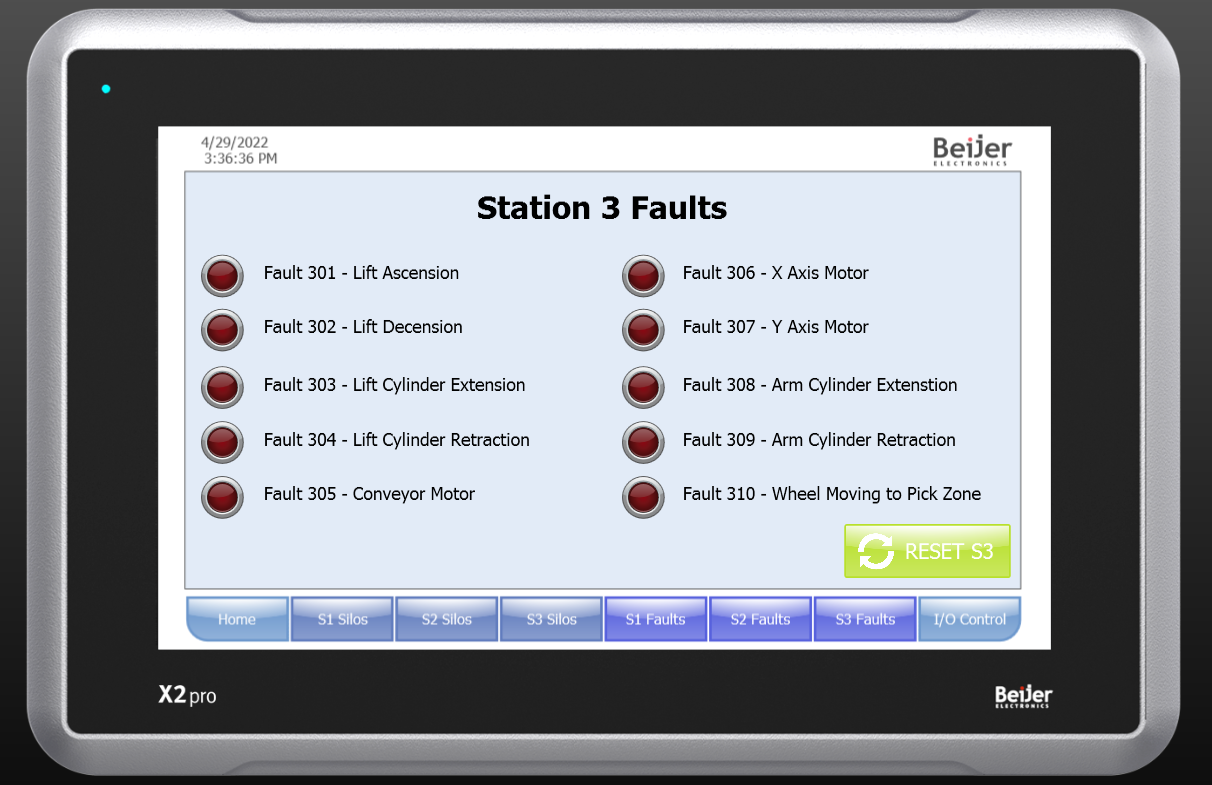 4/29/2022
3:36:36 PM
Beijer
ELECTRONICS
Station 3 Faults
Fault 301 - Lift Ascension
Fault 306 - X Axis Motor
Fault 302 - Lift Decension
Fault 307 - Y Axis Motor
Fault 303 - Lift Cylinder Extension
Fault 308 - Arm Cylinder Extenstion
Fault 304 - Lift Cylinder Retraction
Fault 309 - Arm Cylinder Retraction
Fault 305 - Conveyor Motor
Fault 310 - Wheel Moving to Pick Zone
RESET S3
Home
S1 Silos
S2 Silos
S3 Silos
S1 Faults
S2 Faults
S3 Faults
I/O Control
X2 pro
Beijer
ELECTRONICS